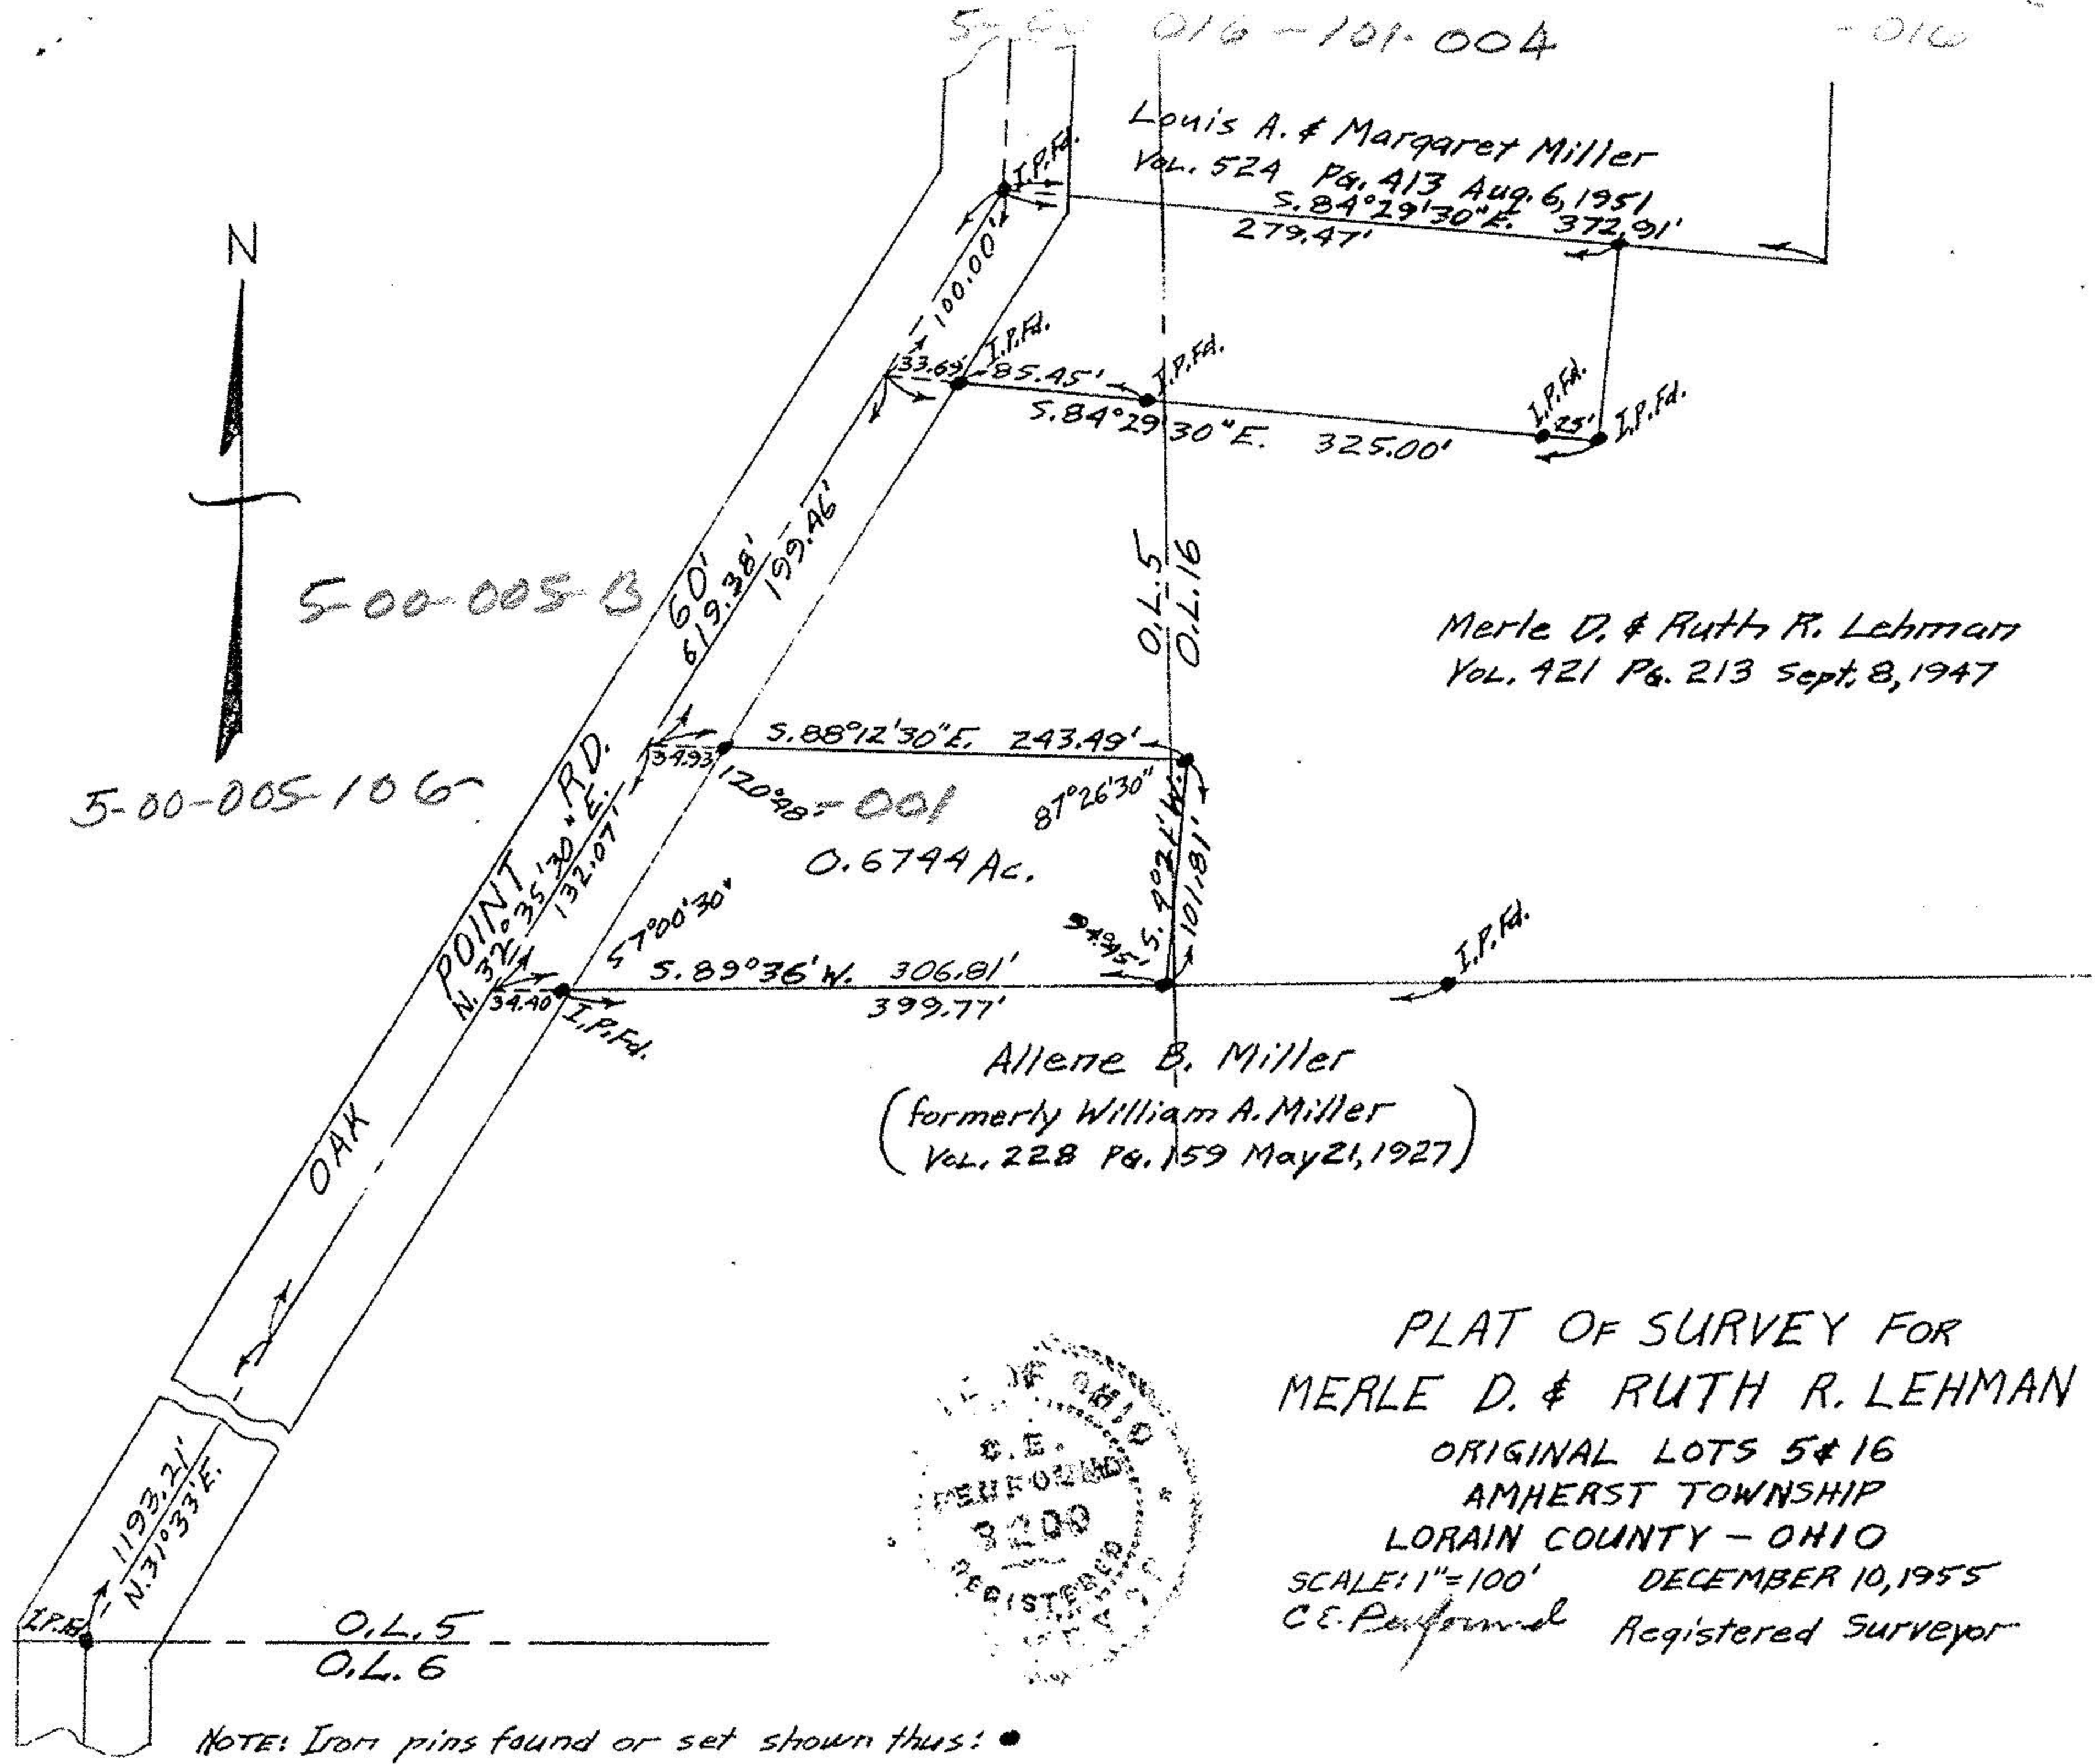 016-101-004
-016
Louis A. & Margaret Miller
VOL. 524 PG. 413 Aug. 6, 1951
S. 84°29'30" E. 372.91'
279.47'
I.P.Fd.
100.00'
N
33.69'
I.P.Fd.
85.45'
I.P.Fd.
S. 84°29'30" E. 325.00'
I.P.Fd.
25'
I.P.Fd.
60'
619.38'
199.46'
O.L. 5
O.L. 16
5-00-005-B
Merle D. & Ruth R. Lehman
VOL. 421 PG. 213 Sept. 8, 1947
S. 88°12'30" E. 243.49'
34.93
120°48'
-001
87°26'30"
5-00-005-106-
0.6744 Ac.
S. 4°21' W.
101.81'
OAK POINT RD.
N. 32°35'30" E.
132.07'
57°00'30"
S. 89°36' W. 306.81'
399.77'
34.40
I.P.Fd.
I.P.Fd.
Allene B. Miller
(formerly William A. Miller
VOL. 228 PG. 159 May 21, 1927)
PLAT OF SURVEY FOR
MERLE D. & RUTH R. LEHMAN
ORIGINAL LOTS 5 & 16
AMHERST TOWNSHIP
LORAIN COUNTY - OHIO
SCALE: 1"=100' DECEMBER 10, 1955
Registered Surveyor
OF OHIO
C.E.
REGISTERED
1193.21'
N. 31°33' E.
I.P.Fd.
O.L. 5
O.L. 6
NOTE: Iron pins found or set shown thus: ●